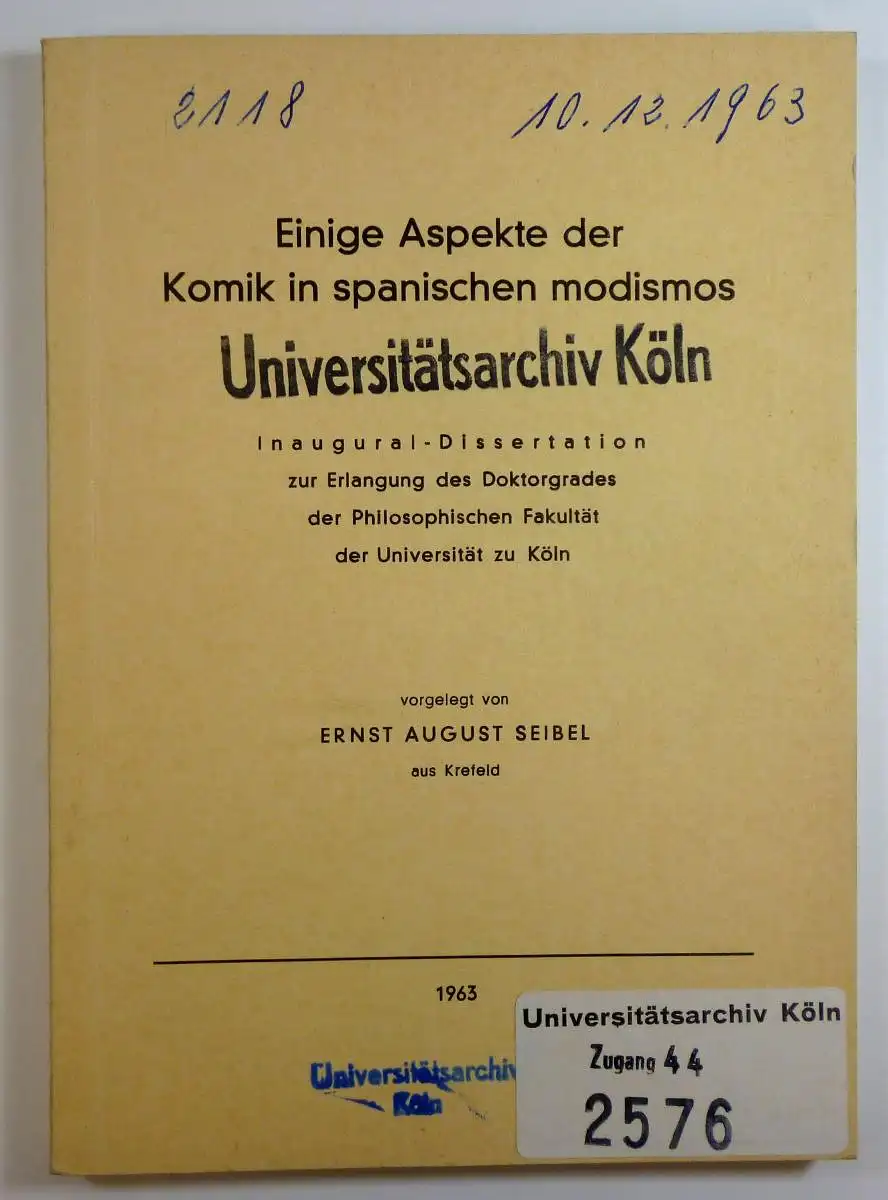 2118 10.12.1963
Einige Aspekte der
Komik in spanischen modismos
Universitätsarchiv Köln
Inaugural-Dissertation
zur Erlangung des Doktorgrades
der Philosophischen Fakultät
der Universität zu Köln
vorgelegt von
ERNST AUGUST SEIBEL
aus Krefeld
1963
Universitätsarchiv
Köln
Universitätsarchiv Köln
Zugang 44
2576